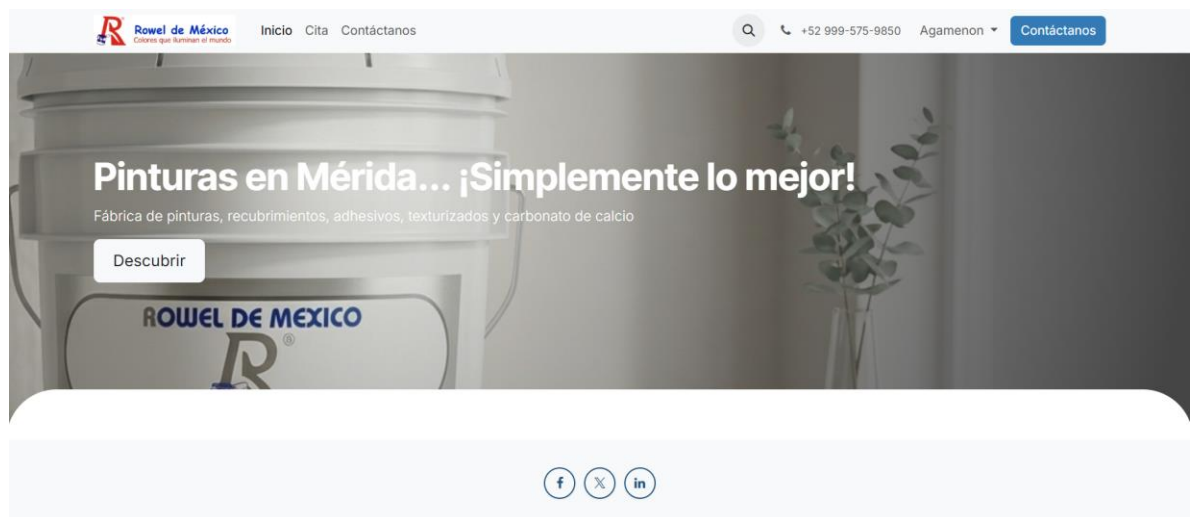 Rowel de México
Colores que iluminan el mundo
Inicio Cita Contáctanos
+52 999-575-9850 Agamenon Contáctanos
Pinturas en Mérida... ¡Simplemente lo mejor!
Fábrica de pinturas, recubrimientos, adhesivos, texturizados y carbonato de calcio
Descubrir
ROWEL DE MEXICO
R®